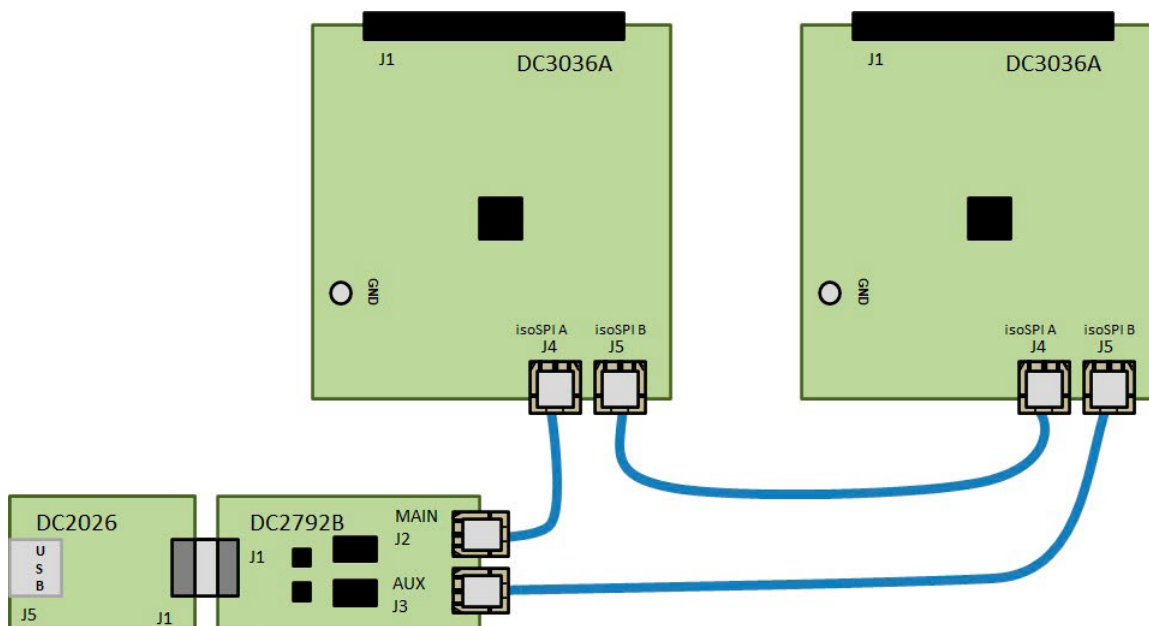 J1
DC3036A
GND
isoSPI A
J4
isoSPI B
J5
J1
DC3036A
GND
isoSPI A
J4
isoSPI B
J5
DC2026
USB
J5
J1
DC2792B
J1
MAIN
J2
AUX
J3